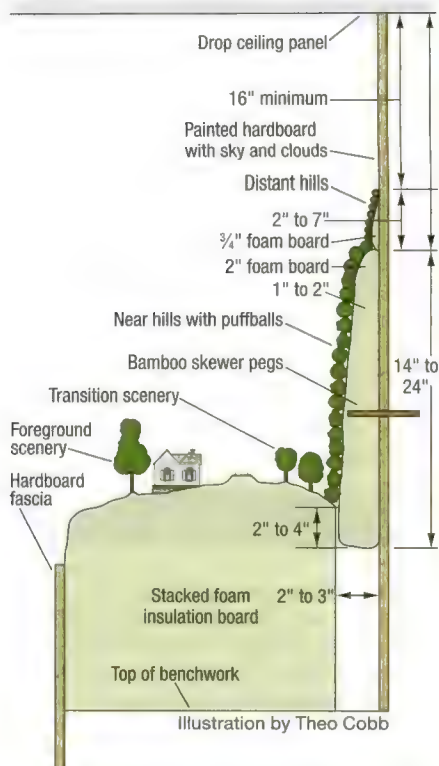 Drop ceiling panel
16" minimum
Painted hardboard
with sky and clouds
Distant hills
2" to 7"
¾" foam board
2" foam board
1" to 2"
Near hills with puffballs
Bamboo skewer pegs
14" to
24"
Transition scenery
Foreground
scenery
Hardboard
fascia
2" to 4"
Stacked foam
insulation board
2" to 3"
Top of benchwork
Illustration by Theo Cobb